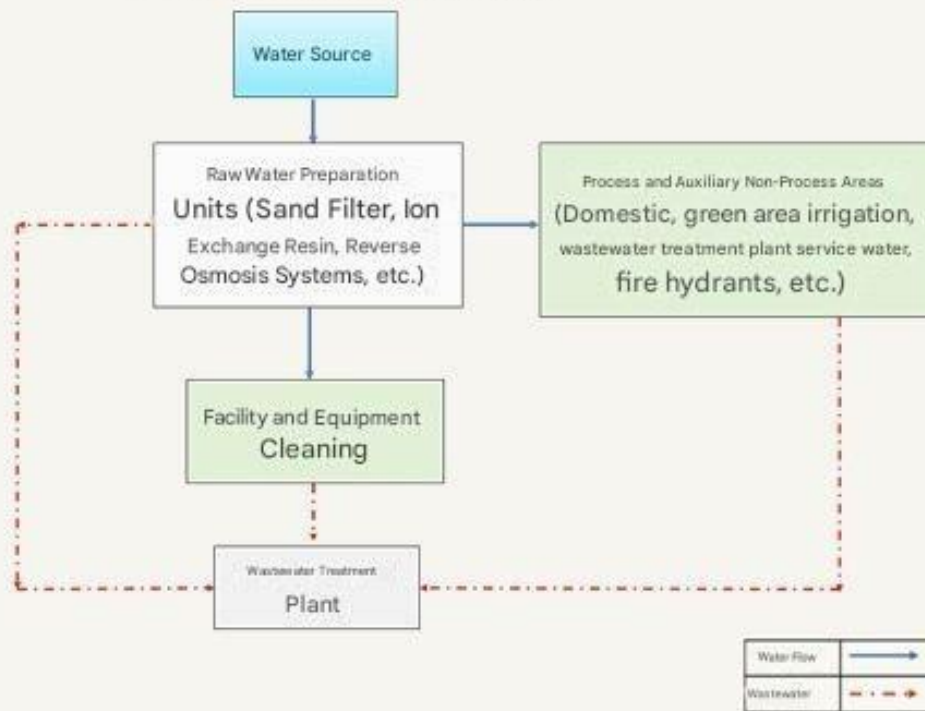 Water Source
Raw Water Preparation
Units (Sand Filter, Ion
Exchange Resin, Reverse
Osmosis Systems, etc.)
Process and Auxiliary Non-Process Areas
(Domestic, green area irrigation,
wastewater treatment plant service water,
fire hydrants, etc.)
Facility and Equipment
Cleaning
Wastewater Treatment
Plant
Water Flow
Wastewater